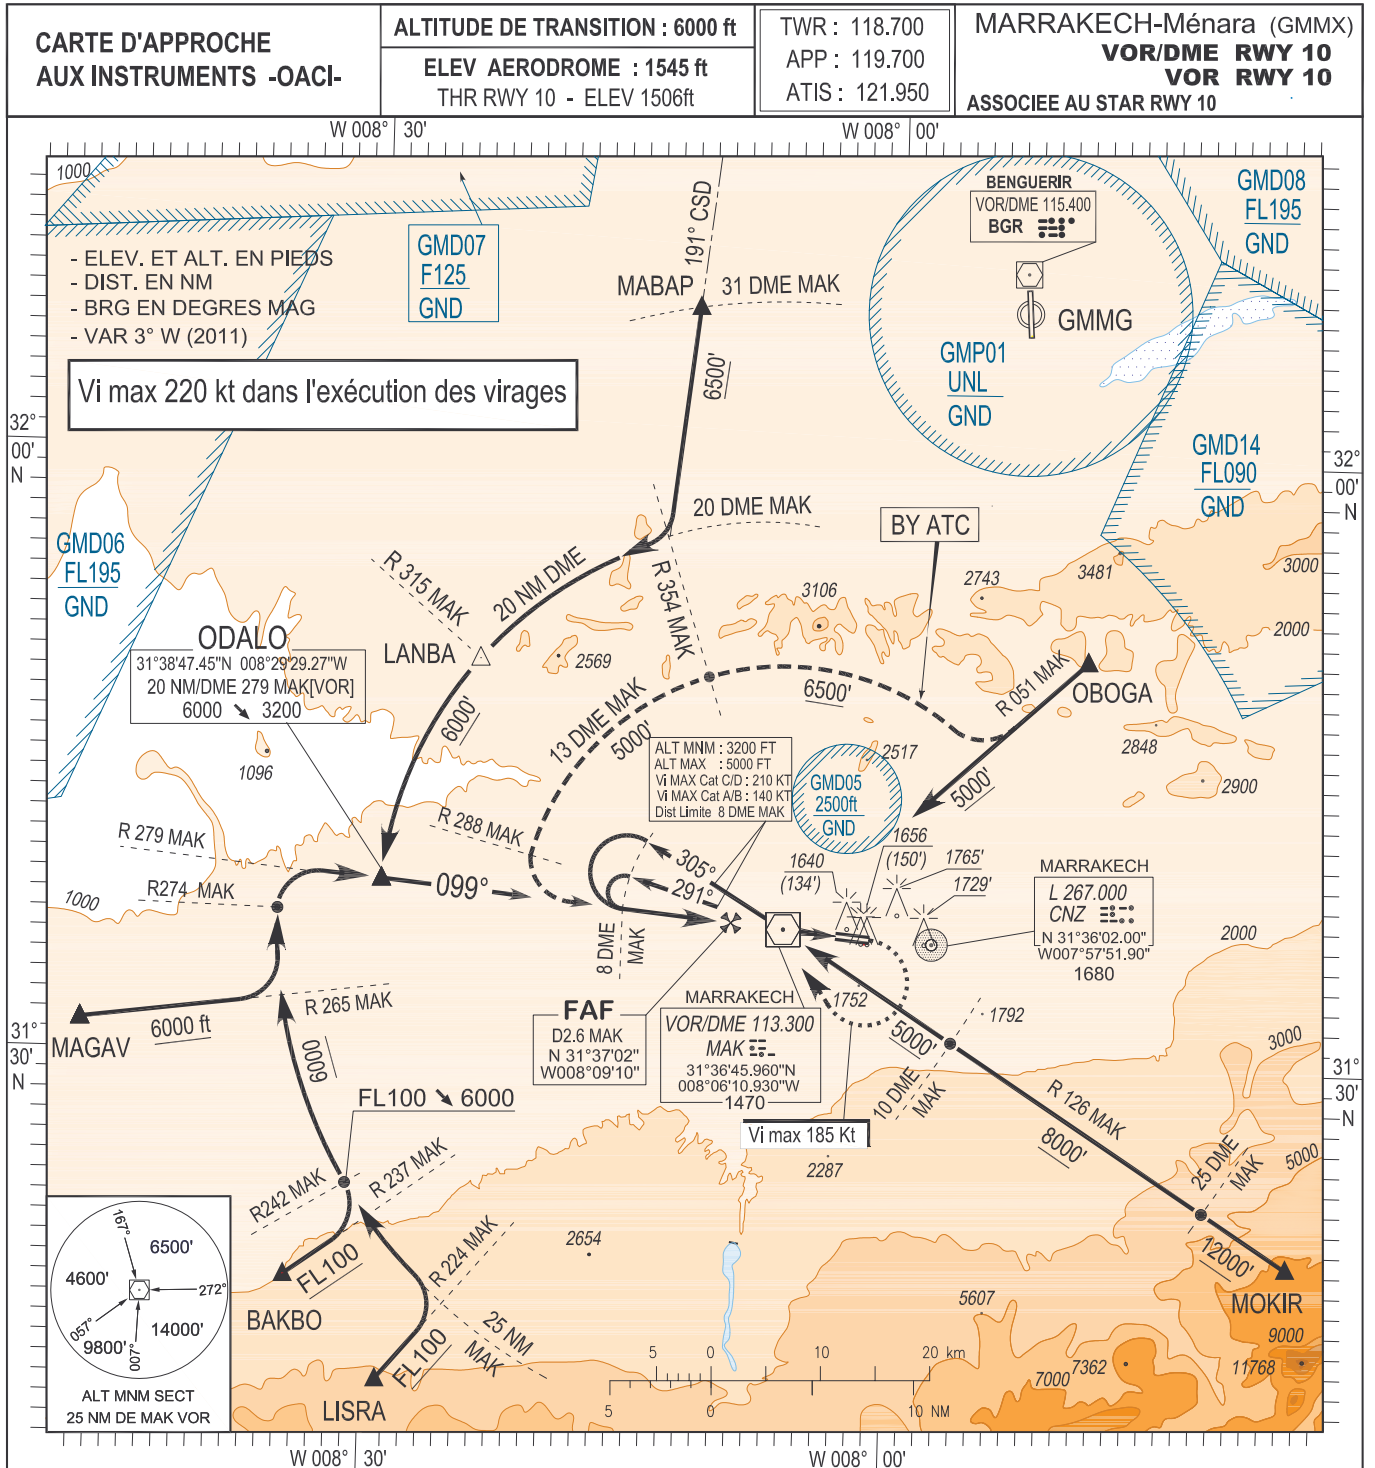 CARTE D'APPROCHE
AUX INSTRUMENTS -OACI-
ALTITUDE DE TRANSITION : 6000 ft
ELEV AERODROME : 1545 ft
THR RWY 10 - ELEV 1506ft
TWR : 118.700
APP : 119.700
ATIS : 121.950
MARRAKECH-Ménara (GMMX)
VOR/DME RWY 10
VOR RWY 10
ASSOCIEE AU STAR RWY 10
W 008° 30'
W 008° 00'
1000
- ELEV. ET ALT. EN PIEDS
- DIST. EN NM
- BRG EN DEGRES MAG
- VAR 3° W (2011)
GMD07
F125
GND
191° CSD
MABAP
31 DME MAK
6500'
BENGUERIR
VOR/DME 115.400
BGR
GMMG
GMP01
UNL
GND
GMD08
FL195
GND
Vi max 220 kt dans l'exécution des virages
32°
00'
N
32°
00'
N
GMD14
FL090
GND
20 DME MAK
BY ATC
GMD06
FL195
GND
R 315 MAK
20 NM DME
R 354 MAK
3106
2743
3481
3000
2000
ODALO
31°38'47.45"N 008°29'29.27"W
20 NM/DME 279 MAK[VOR]
6000 ➘ 3200
LANBA
2569
6000'
13 DME MAK
5000'
6500'
R 051 MAK
OBOGA
5000'
2848
2900
1096
ALT MNM : 3200 FT
ALT MAX : 5000 FT
Vi MAX Cat C/D : 210 KT
Vi MAX Cat A/B : 140 KT
Dist Limite 8 DME MAK
2517
GMD05
2500ft
GND
R 279 MAK
R274 MAK
R 288 MAK
1000
099°
305°
291°
8 DME
MAK
1640
(134')
1656
(150')
1765'
1729'
MARRAKECH
L 267.000
CNZ
N 31°36'02.00"
W007°57'51.90"
1680
2000
R 265 MAK
6000 ft
MAGAV
31°
30'
N
31°
30'
N
FAF
D2.6 MAK
N 31°37'02"
W008°09'10"
MARRAKECH
VOR/DME 113.300
MAK
31°36'45.960"N
008°06'10.930"W
1470
1752
5000'
1792
10 DME
MAK
R 126 MAK
8000'
3000
5000
25 DME
MAK
12000'
MOKIR
6000
FL100 ➘ 6000
Vi max 185 Kt
2287
R242 MAK
R 237 MAK
R 224 MAK
2654
FL100
BAKBO
FL100
LISRA
25 NM
MAK
167°
6500'
4600'
272°
057°
9800'
007°
14000'
ALT MNM SECT
25 NM DE MAK VOR
5607
7362
7000
9000
11768
5 0 10 20 km
5 0 10 NM
W 008° 30'
W 008° 00'